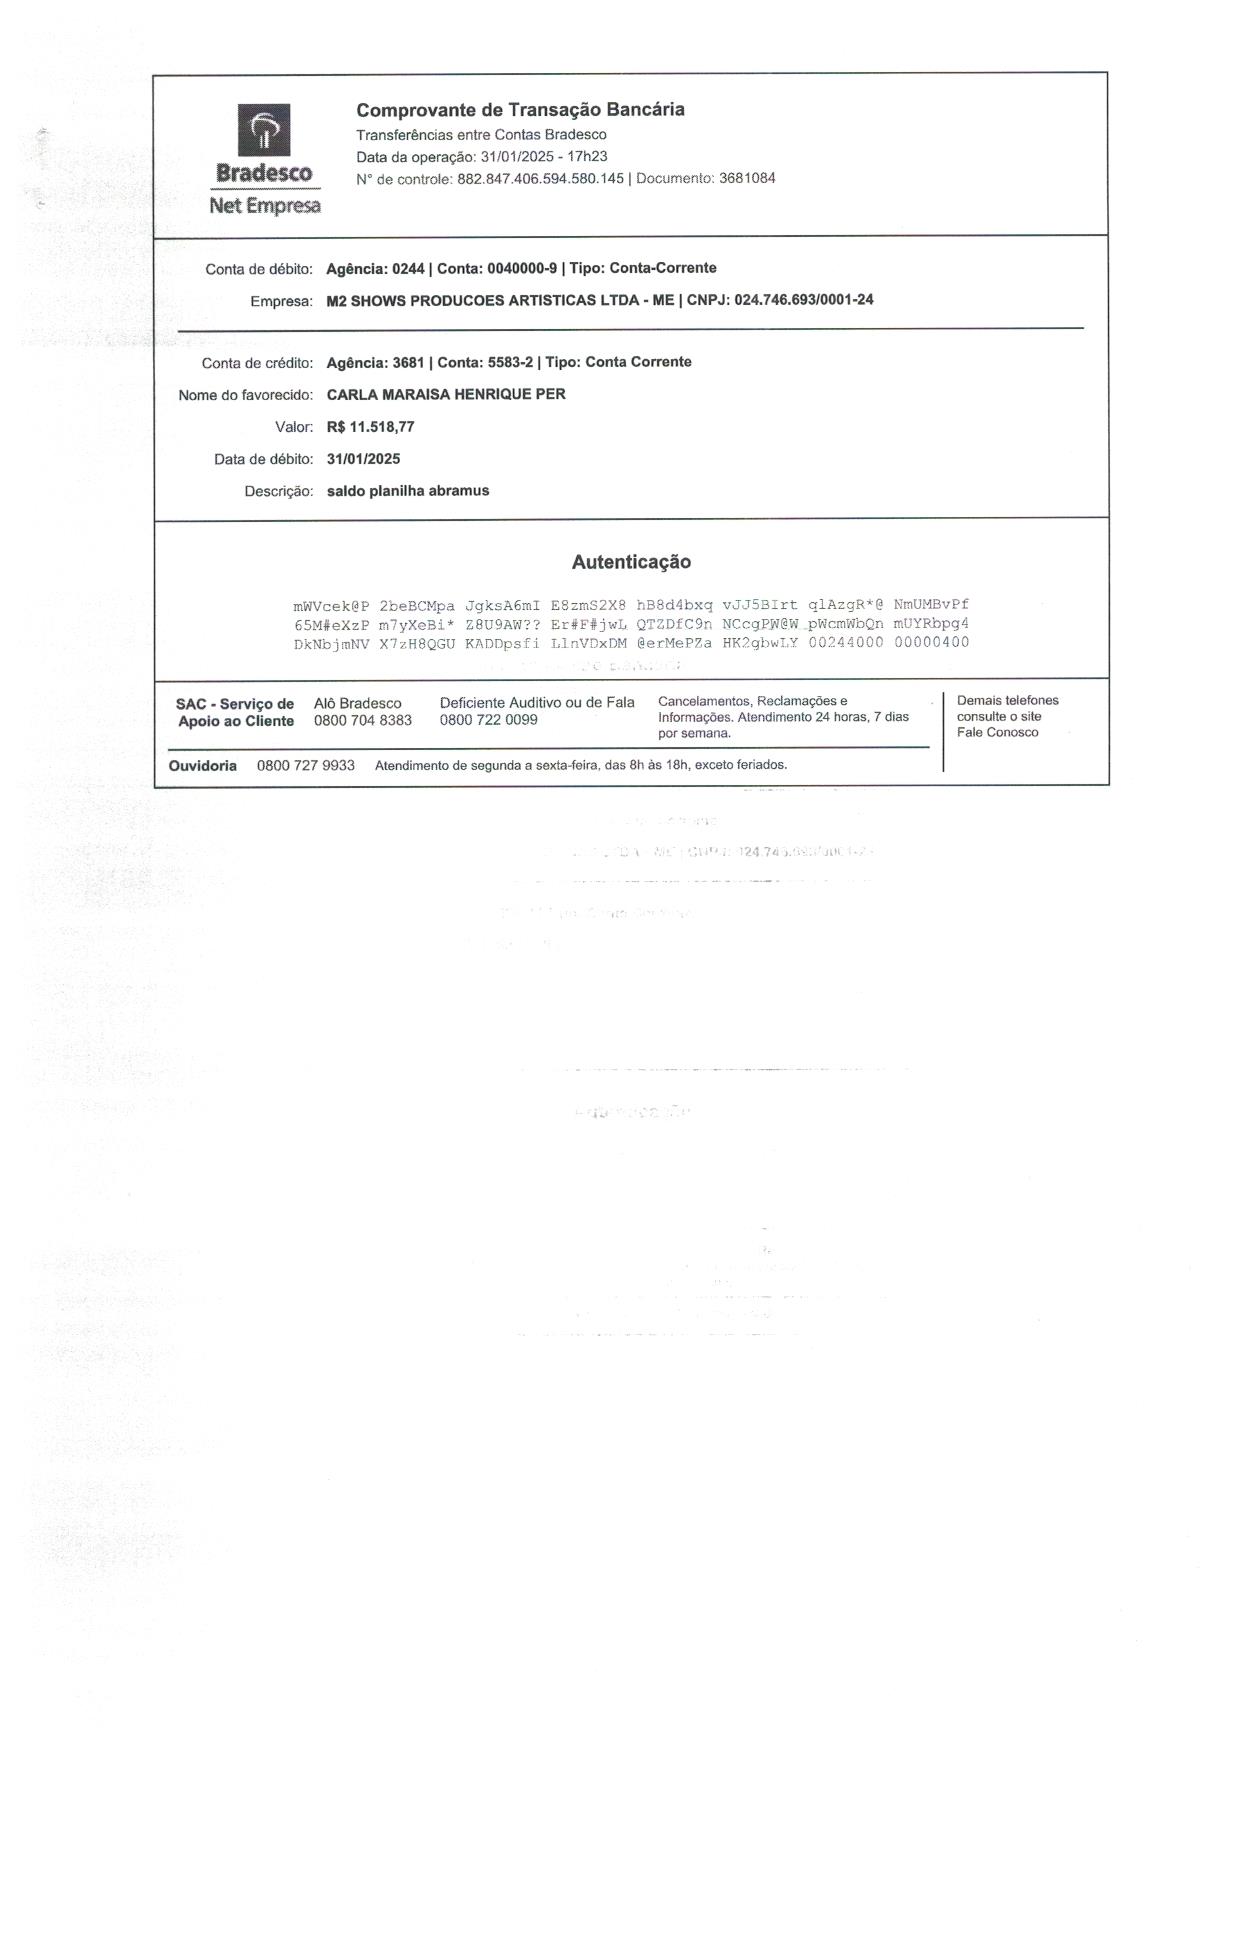 Bradesco
Net Empresa
Comprovante de Transação Bancária
Transferências entre Contas Bradesco
Data da operação: 31/01/2025 - 17h23
N° de controle: 882.847.406.594.580.145 | Documento: 3681084
Conta de débito: Agência: 0244 | Conta: 0040000-9 | Tipo: Conta-Corrente
Empresa: M2 SHOWS PRODUCOES ARTISTICAS LTDA - ME | CNPJ: 024.746.693/0001-24
Conta de crédito: Agência: 3681 | Conta: 5583-2 | Tipo: Conta Corrente
Nome do favorecido: CARLA MARAISA HENRIQUE PER
Valor: R$ 11.518,77
Data de débito: 31/01/2025
Descrição: saldo planilha abramus
Autenticação
mWVcek@P 2beBCMpa JgksA6mI E8zmS2X8 hB8d4bxq vJJ5BIrt qlAzgR*@ NmUMBvPf
65M#eXzP m7yXeBi* Z8U9AW?? Er#F#jwL QTZDfC9n NCcgPW@W pWcmWbQn mUYRbpg4
DkNbjmNV X7zH8QGU KADDpsfi LlnVDxDM @erMePZa HK2gbwLY 00244000 00000400
SAC - Serviço de Apoio ao Cliente
Alô Bradesco
0800 704 8383
Deficiente Auditivo ou de Fala
0800 722 0099
Cancelamentos, Reclamações e
Informações. Atendimento 24 horas, 7 dias
por semana.
Demais telefones
consulte o site
Fale Conosco
Ouvidoria 0800 727 9933 Atendimento de segunda a sexta-feira, das 8h às 18h, exceto feriados.